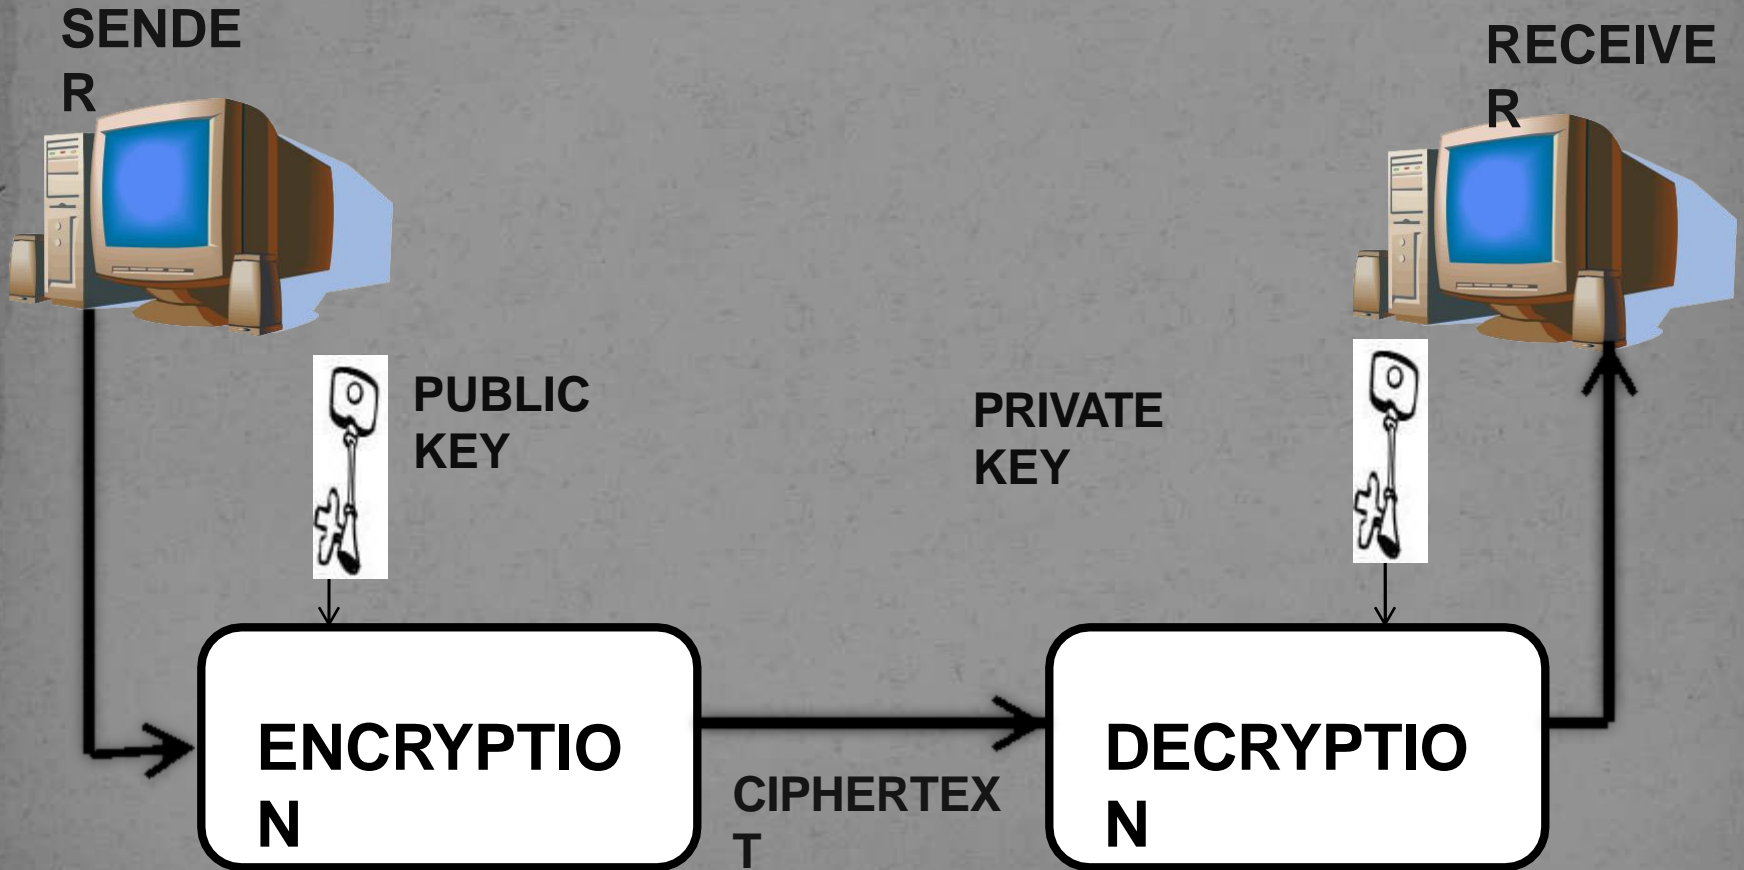 SENDE
R
RECEIVE
R
PUBLIC
KEY
PRIVATE
KEY
ENCRYPTIO
N
CIPHERTEX
T
DECRYPTIO
N